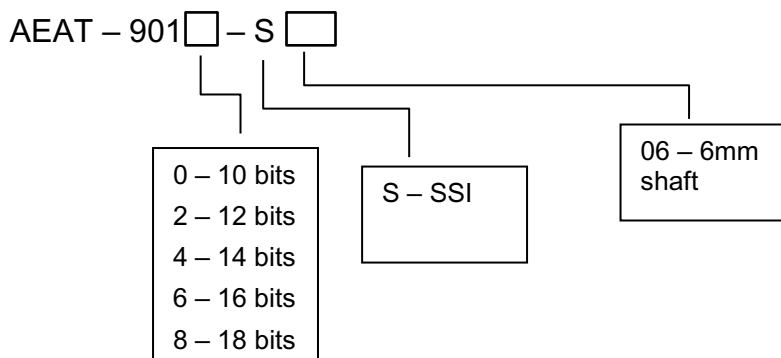 AEAT – 901 – S
0 – 10 bits
2 – 12 bits
4 – 14 bits
6 – 16 bits
8 – 18 bits
S – SSI
06 – 6mm
shaft